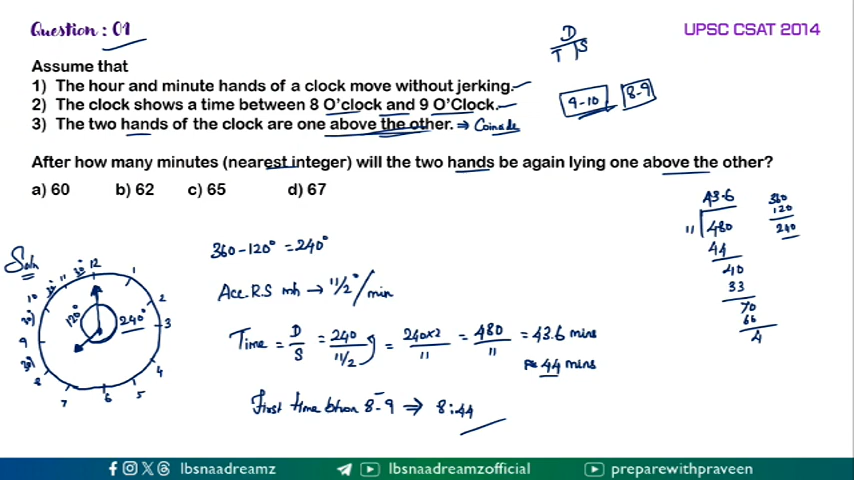 Question : 01
UPSC CSAT 2014
D
T S
Assume that
1) The hour and minute hands of a clock move without jerking.
2) The clock shows a time between 8 O'clock and 9 O'Clock.
3) The two hands of the clock are one above the other. ⇒ Coincide
9-10 8-9
After how many minutes (nearest integer) will the two hands be again lying one above the other?
a) 60 b) 62 c) 65 d) 67
43.6
11 480
44
40
33
70
66
4
360
120
240
Soln
12
1
2
3
4
5
6
7
8
9
10
11
30°
30°
30°
30°
120°
240°
360° - 120° = 240°
Acc. R.S mh → 11/2°/min
Time = D/S = 240/11/2 = 240×2/11 = 480/11 = 43.6 mins
≈ 44 mins
First time btwn 8-9 ⇒ 8:44
lbsnaadreamz lbsnaadreamzofficial preparewithpraveen